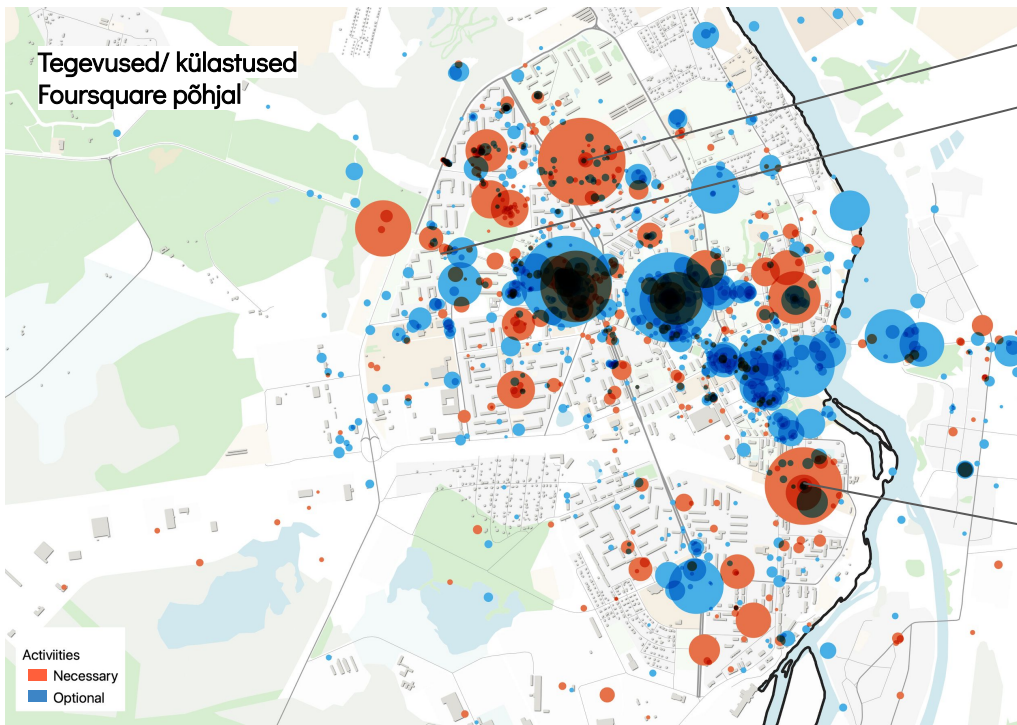 Tegevused/ külastused
Foursquare põhjal
Activiities
Necessary
Optional